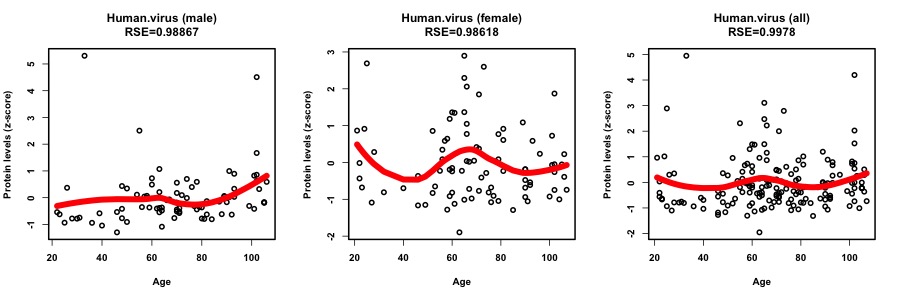 Human.virus (male)
RSE=0.98867
Protein levels (z-score)
5
4
3
2
1
0
-1
20 40 60 80 100
Age
Human.virus (female)
RSE=0.98618
Protein levels (z-score)
3
2
1
0
-1
-2
20 40 60 80 100
Age
Human.virus (all)
RSE=0.9978
Protein levels (z-score)
5
4
3
2
1
0
-1
-2
20 40 60 80 100
Age